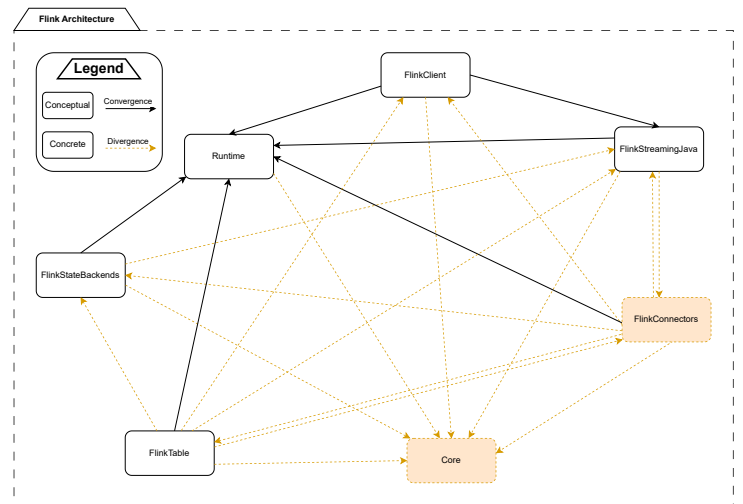 Flink Architecture
Legend
Conceptual
Convergence
Concrete
Divergence
FlinkClient
Runtime
FlinkStreamingJava
FlinkStateBackends
FlinkConnectors
FlinkTable
Core